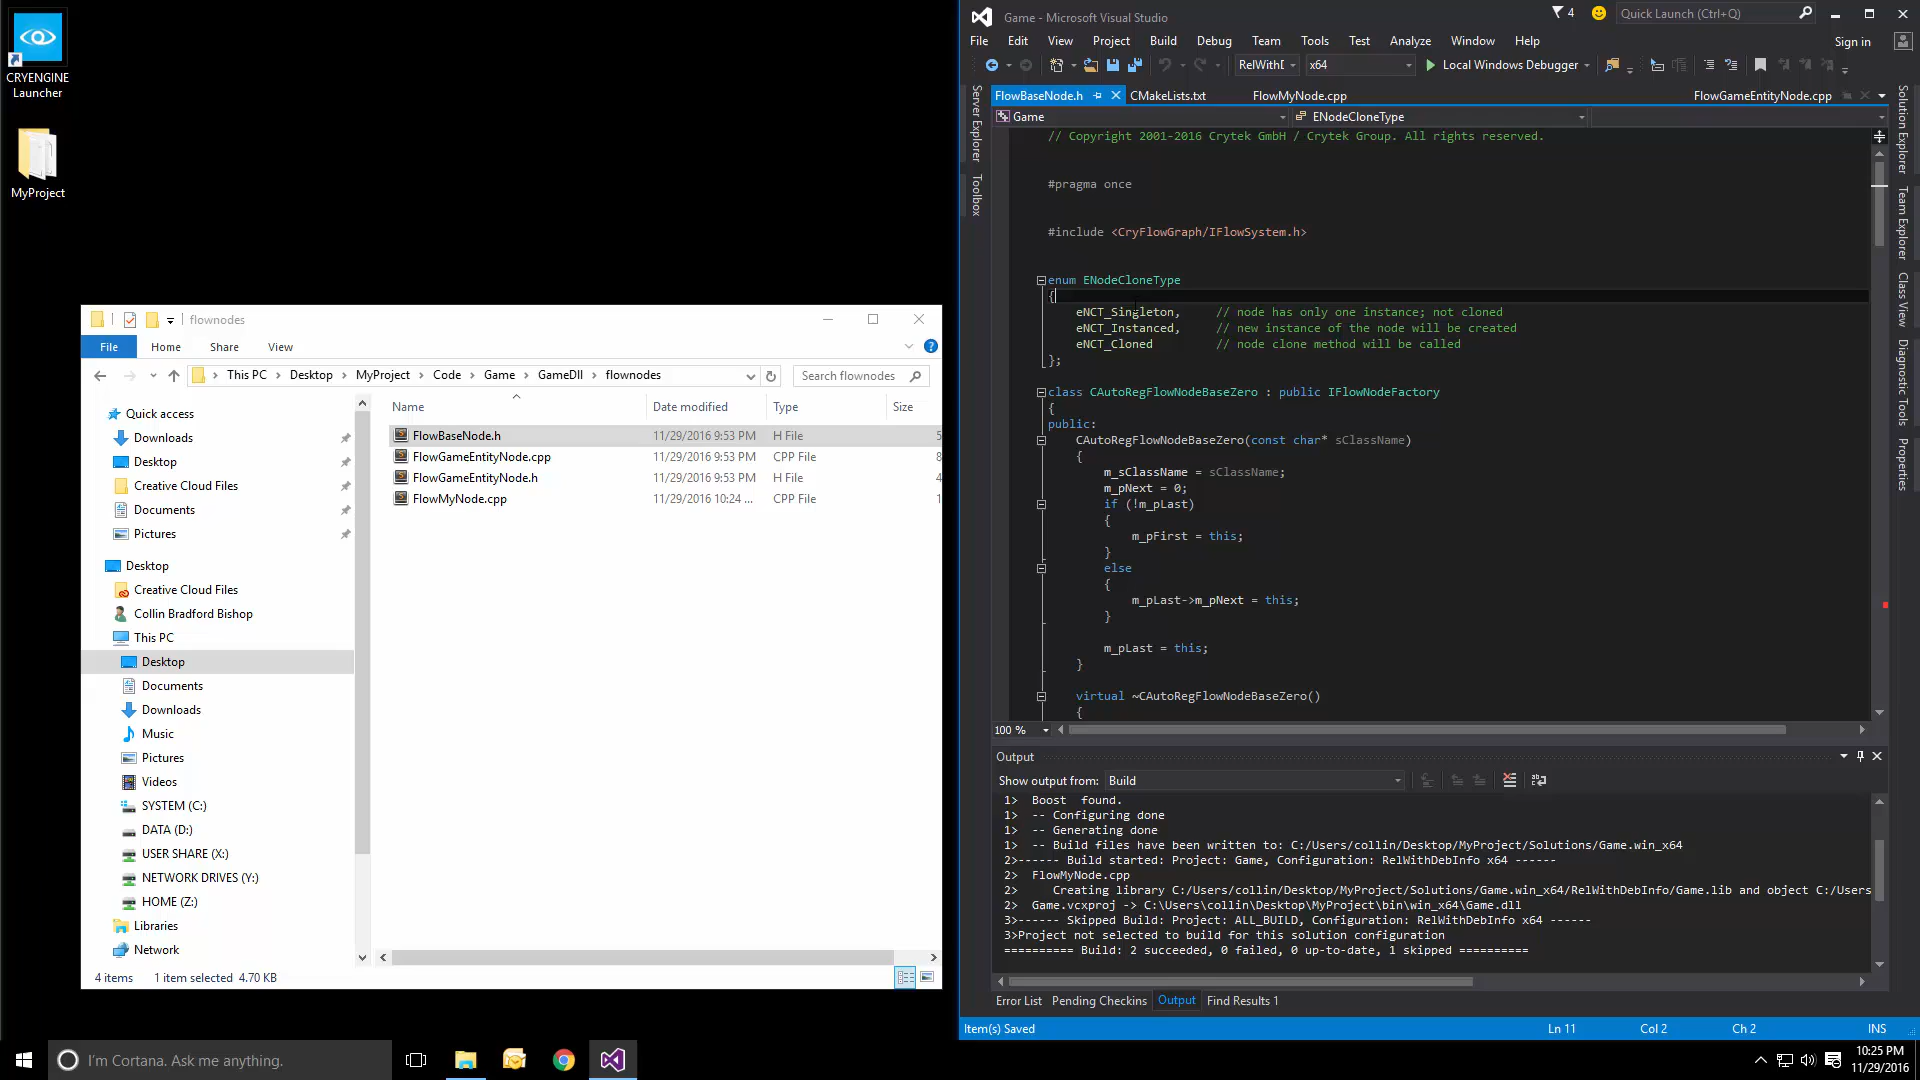 CRYENGINE
Launcher
MyProject
flownodes
File
Home
Share
View
This PC
Desktop
MyProject
Code
Game
GameDll
flownodes
Search flownodes
Name
Date modified
Type
Size
Quick access
Downloads
Desktop
Creative Cloud Files
Documents
Pictures
Desktop
Creative Cloud Files
Collin Bradford Bishop
This PC
Desktop
Documents
Downloads
Music
Pictures
Videos
SYSTEM (C:)
DATA (D:)
USER SHARE (X:)
NETWORK DRIVES (Y:)
HOME (Z:)
Libraries
Network
FlowBaseNode.h 11/29/2016 9:53 PM H File 5
FlowGameEntityNode.cpp 11/29/2016 9:53 PM CPP File 8
FlowGameEntityNode.h 11/29/2016 9:53 PM H File 4
FlowMyNode.cpp 11/29/2016 10:24 ... CPP File 1
4 items 1 item selected 4.70 KB
Game - Microsoft Visual Studio
4
Quick Launch (Ctrl+Q)
File Edit View Project Build Debug Team Tools Test Analyze Window Help
Sign in
RelWithD x64 Local Windows Debugger
Server Explorer
Toolbox
FlowBaseNode.h CMakeLists.txt FlowMyNode.cpp FlowGameEntityNode.cpp
Game ENodeCloneType
// Copyright 2001-2016 Crytek GmbH / Crytek Group. All rights reserved.
#pragma once
#include <CryFlowGraph/IFlowSystem.h>
enum ENodeCloneType
{
eNCT_Singleton, // node has only one instance; not cloned
eNCT_Instanced, // new instance of the node will be created
eNCT_Cloned // node clone method will be called
};
class CAutoRegFlowNodeBaseZero : public IFlowNodeFactory
{
public:
CAutoRegFlowNodeBaseZero(const char* sClassName)
{
m_sClassName = sClassName;
m_pNext = 0;
if (!m_pLast)
{
m_pFirst = this;
}
else
{
m_pLast->m_pNext = this;
}
m_pLast = this;
}
virtual ~CAutoRegFlowNodeBaseZero()
{
100 %
Solution Explorer
Team Explorer
Class View
Diagnostic Tools
Properties
Output
Show output from: Build
1> Boost found.
1> -- Configuring done
1> -- Generating done
1> -- Build files have been written to: C:/Users/collin/Desktop/MyProject/Solutions/Game.win_x64
2>------ Build started: Project: Game, Configuration: RelWithDebInfo x64 ------
2> FlowMyNode.cpp
2> Creating library C:/Users/collin/Desktop/MyProject/Solutions/Game.win_x64/RelWithDebInfo/Game.lib and object C:/Users
2> Game.vcxproj -> C:\Users\collin\Desktop\MyProject\bin\win_x64\Game.dll
3>------ Skipped Build: Project: ALL_BUILD, Configuration: RelWithDebInfo x64 ------
3>Project not selected to build for this solution configuration
========== Build: 2 succeeded, 0 failed, 0 up-to-date, 1 skipped ==========
Error List Pending Checkins Output Find Results 1
Item(s) Saved Ln 11 Col 2 Ch 2 INS
I'm Cortana. Ask me anything.
10:25 PM
11/29/2016